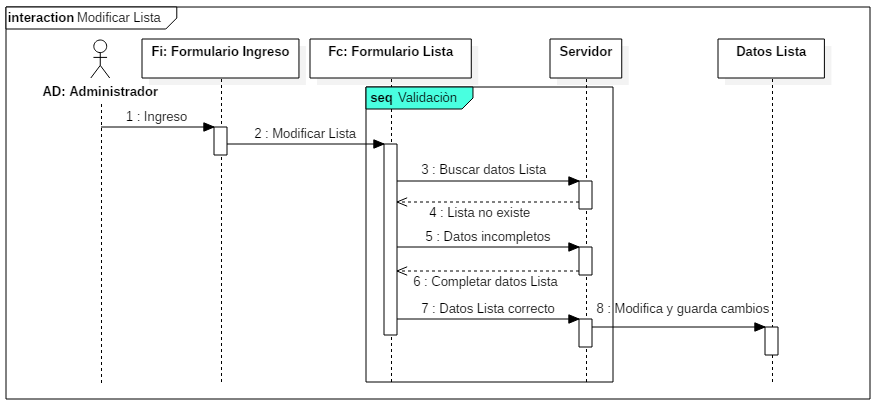 interaction Modificar Lista
Fi: Formulario Ingreso
Fc: Formulario Lista
Servidor
Datos Lista
AD: Administrador
seq Validaciòn
1 : Ingreso
2 : Modificar Lista
3 : Buscar datos Lista
4 : Lista no existe
5 : Datos incompletos
6 : Completar datos Lista
7 : Datos Lista correcto
8 : Modifica y guarda cambios